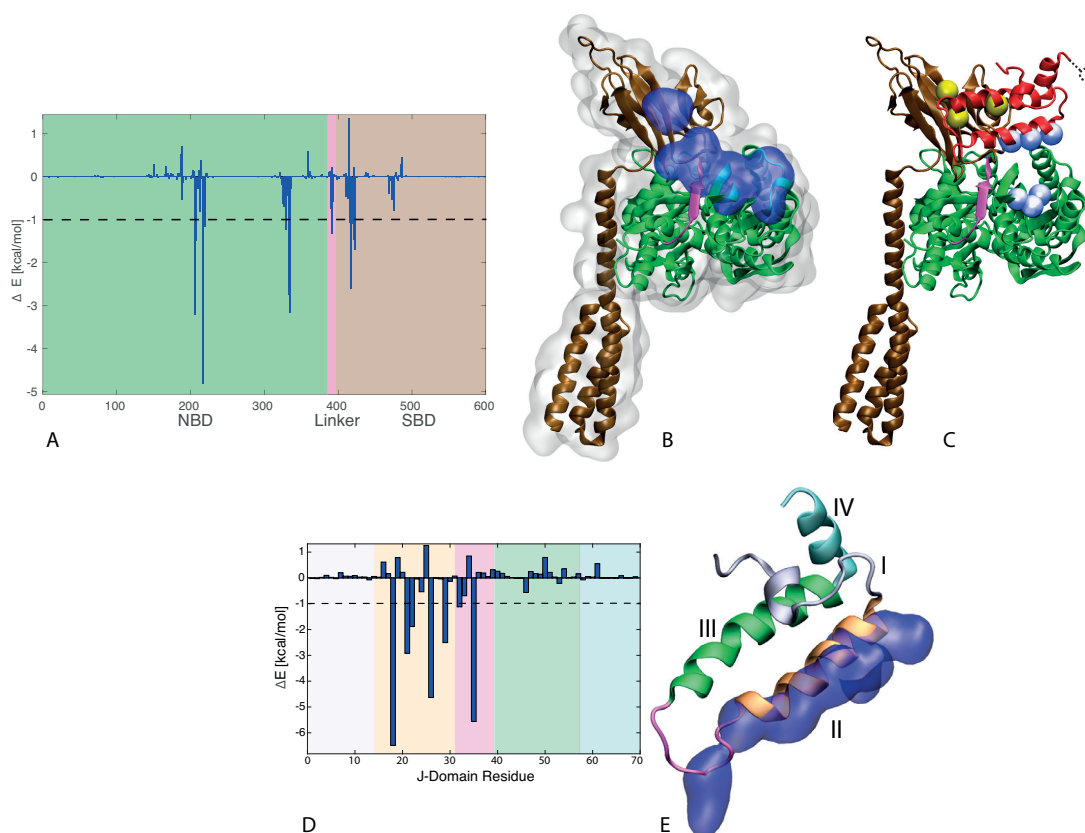 Δ E [kcal/mol]
1
0
-1
-2
-3
-4
-5
0 100 200 300 400 500 600
NBD Linker SBD
A
B
C
ΔE [kcal/mol]
1
0
-1
-2
-3
-4
-5
-6
0 10 20 30 40 50 60 70
J-Domain Residue
D
IV
I
III
II
E